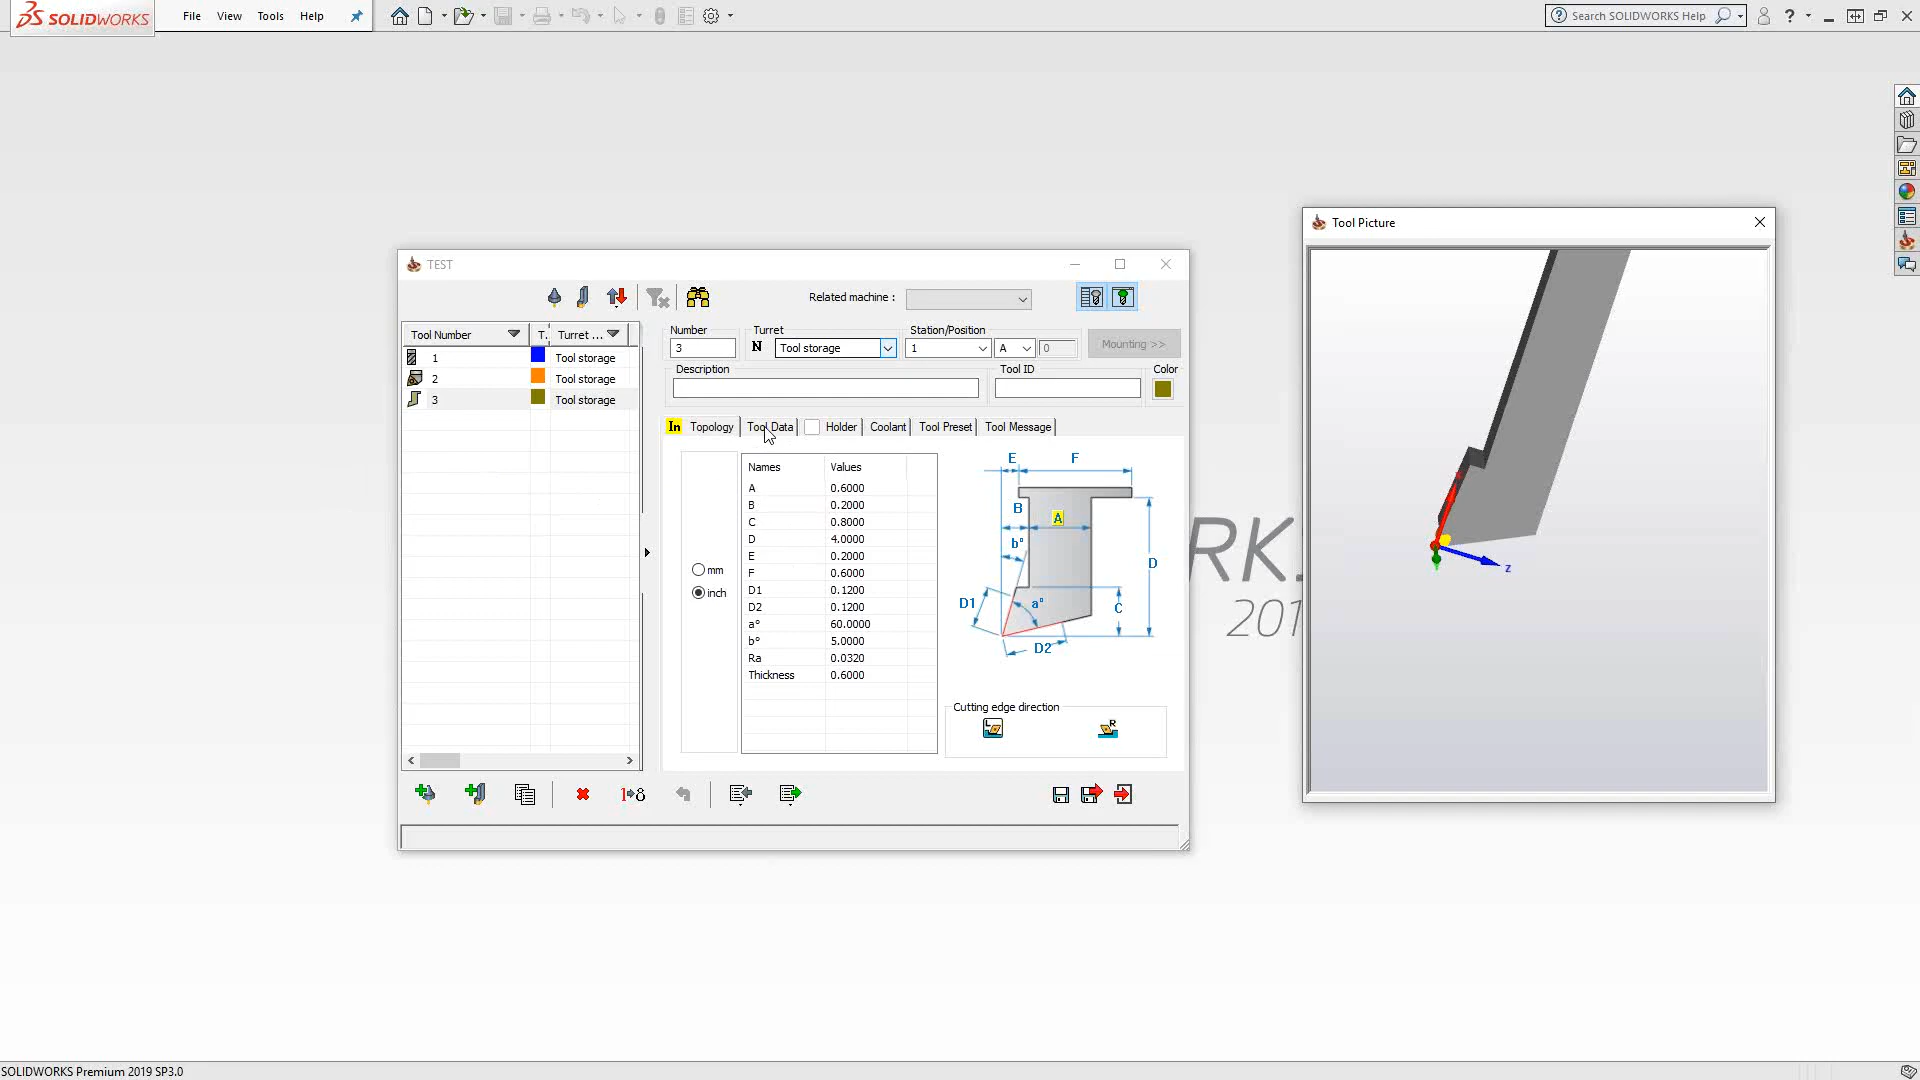 SOLIDWORKS
File View Tools Help
Search SOLIDWORKS Help
?
Tool Picture
z
TEST
Related machine :
Tool Number T. Turret ...
1 Tool storage
2 Tool storage
3 Tool storage
Number Turret Station/Position
3 N Tool storage 1 A 0 Mounting >>
Description Tool ID Color
In Topology Tool Data Holder Coolant Tool Preset Tool Message
mm
inch
Names Values
A 0.6000
B 0.2000
C 0.8000
D 4.0000
E 0.2000
F 0.6000
D1 0.1200
D2 0.1200
a° 60.0000
b° 5.0000
Ra 0.0320
Thickness 0.6000
E F
B A
b°
D
D1 a° C
D2
Cutting edge direction
L R
1 8
RK.
201
SOLIDWORKS Premium 2019 SP3.0